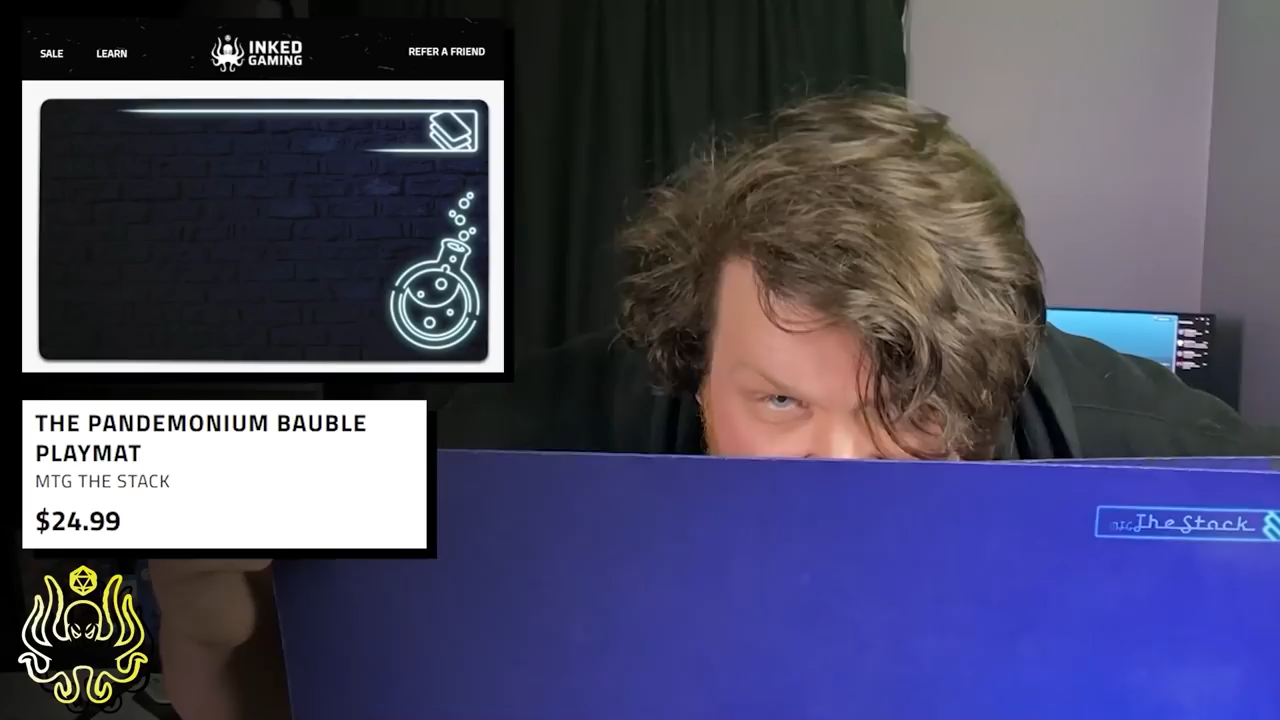 SALE
LEARN
INKED
GAMING
REFER A FRIEND
THE PANDEMONIUM BAUBLE
PLAYMAT
MTG THE STACK
$24.99
The Stack